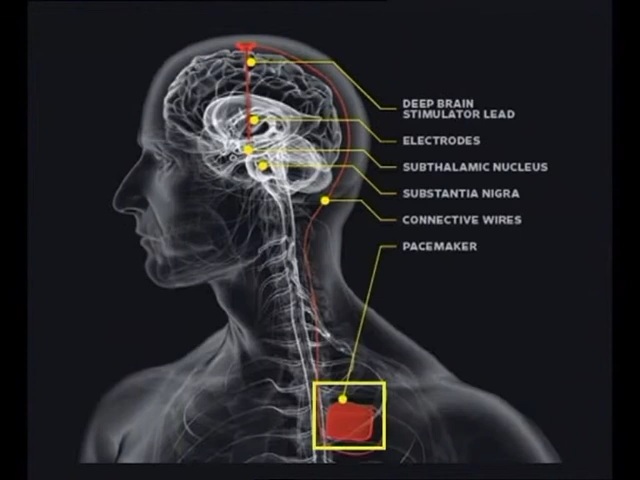 DEEP BRAIN
STIMULATOR LEAD
ELECTRODES
SUBTHALAMIC NUCLEUS
SUBSTANTIA NIGRA
CONNECTIVE WIRES
PACEMAKER